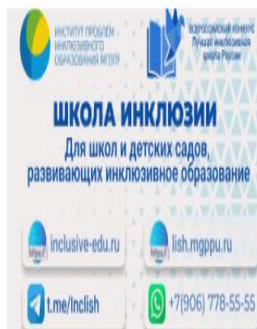 ИНСТИТУТ ПРОБЛЕМ
ИНКЛЮЗИВНОГО
ОБРАЗОВАНИЯ МГППУ
ВСЕРОССИЙСКИЙ КОНКУРС
Лучшая инклюзивная
школа России
ШКОЛА ИНКЛЮЗИИ
Для школ и детских садов,
развивающих инклюзивное образование
inclusive-edu.ru
lish.mgppu.ru
t.me/Inclish
+7(906) 778-55-55